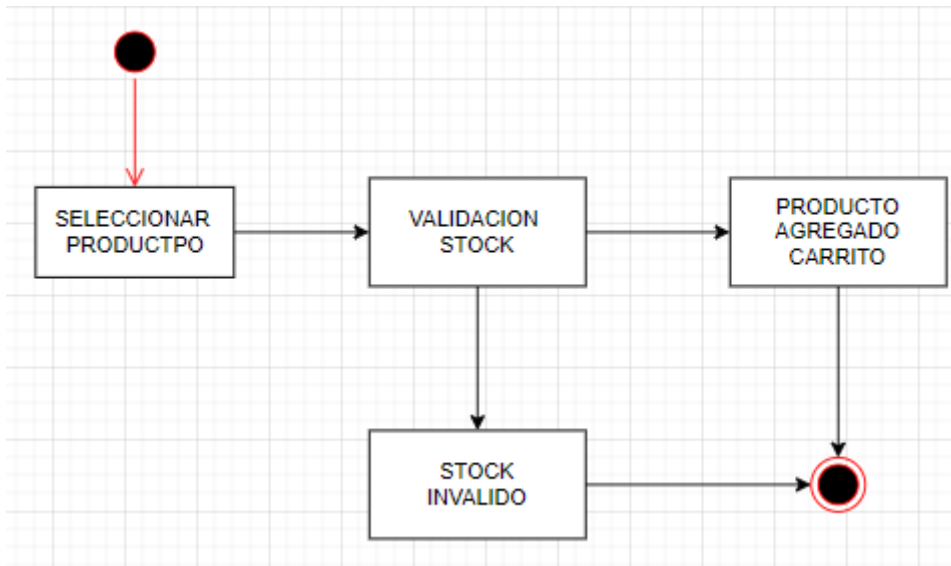 SELECCIONAR
PRODUCTPO
VALIDACION
STOCK
PRODUCTO
AGREGADO
CARRITO
STOCK
INVALIDO